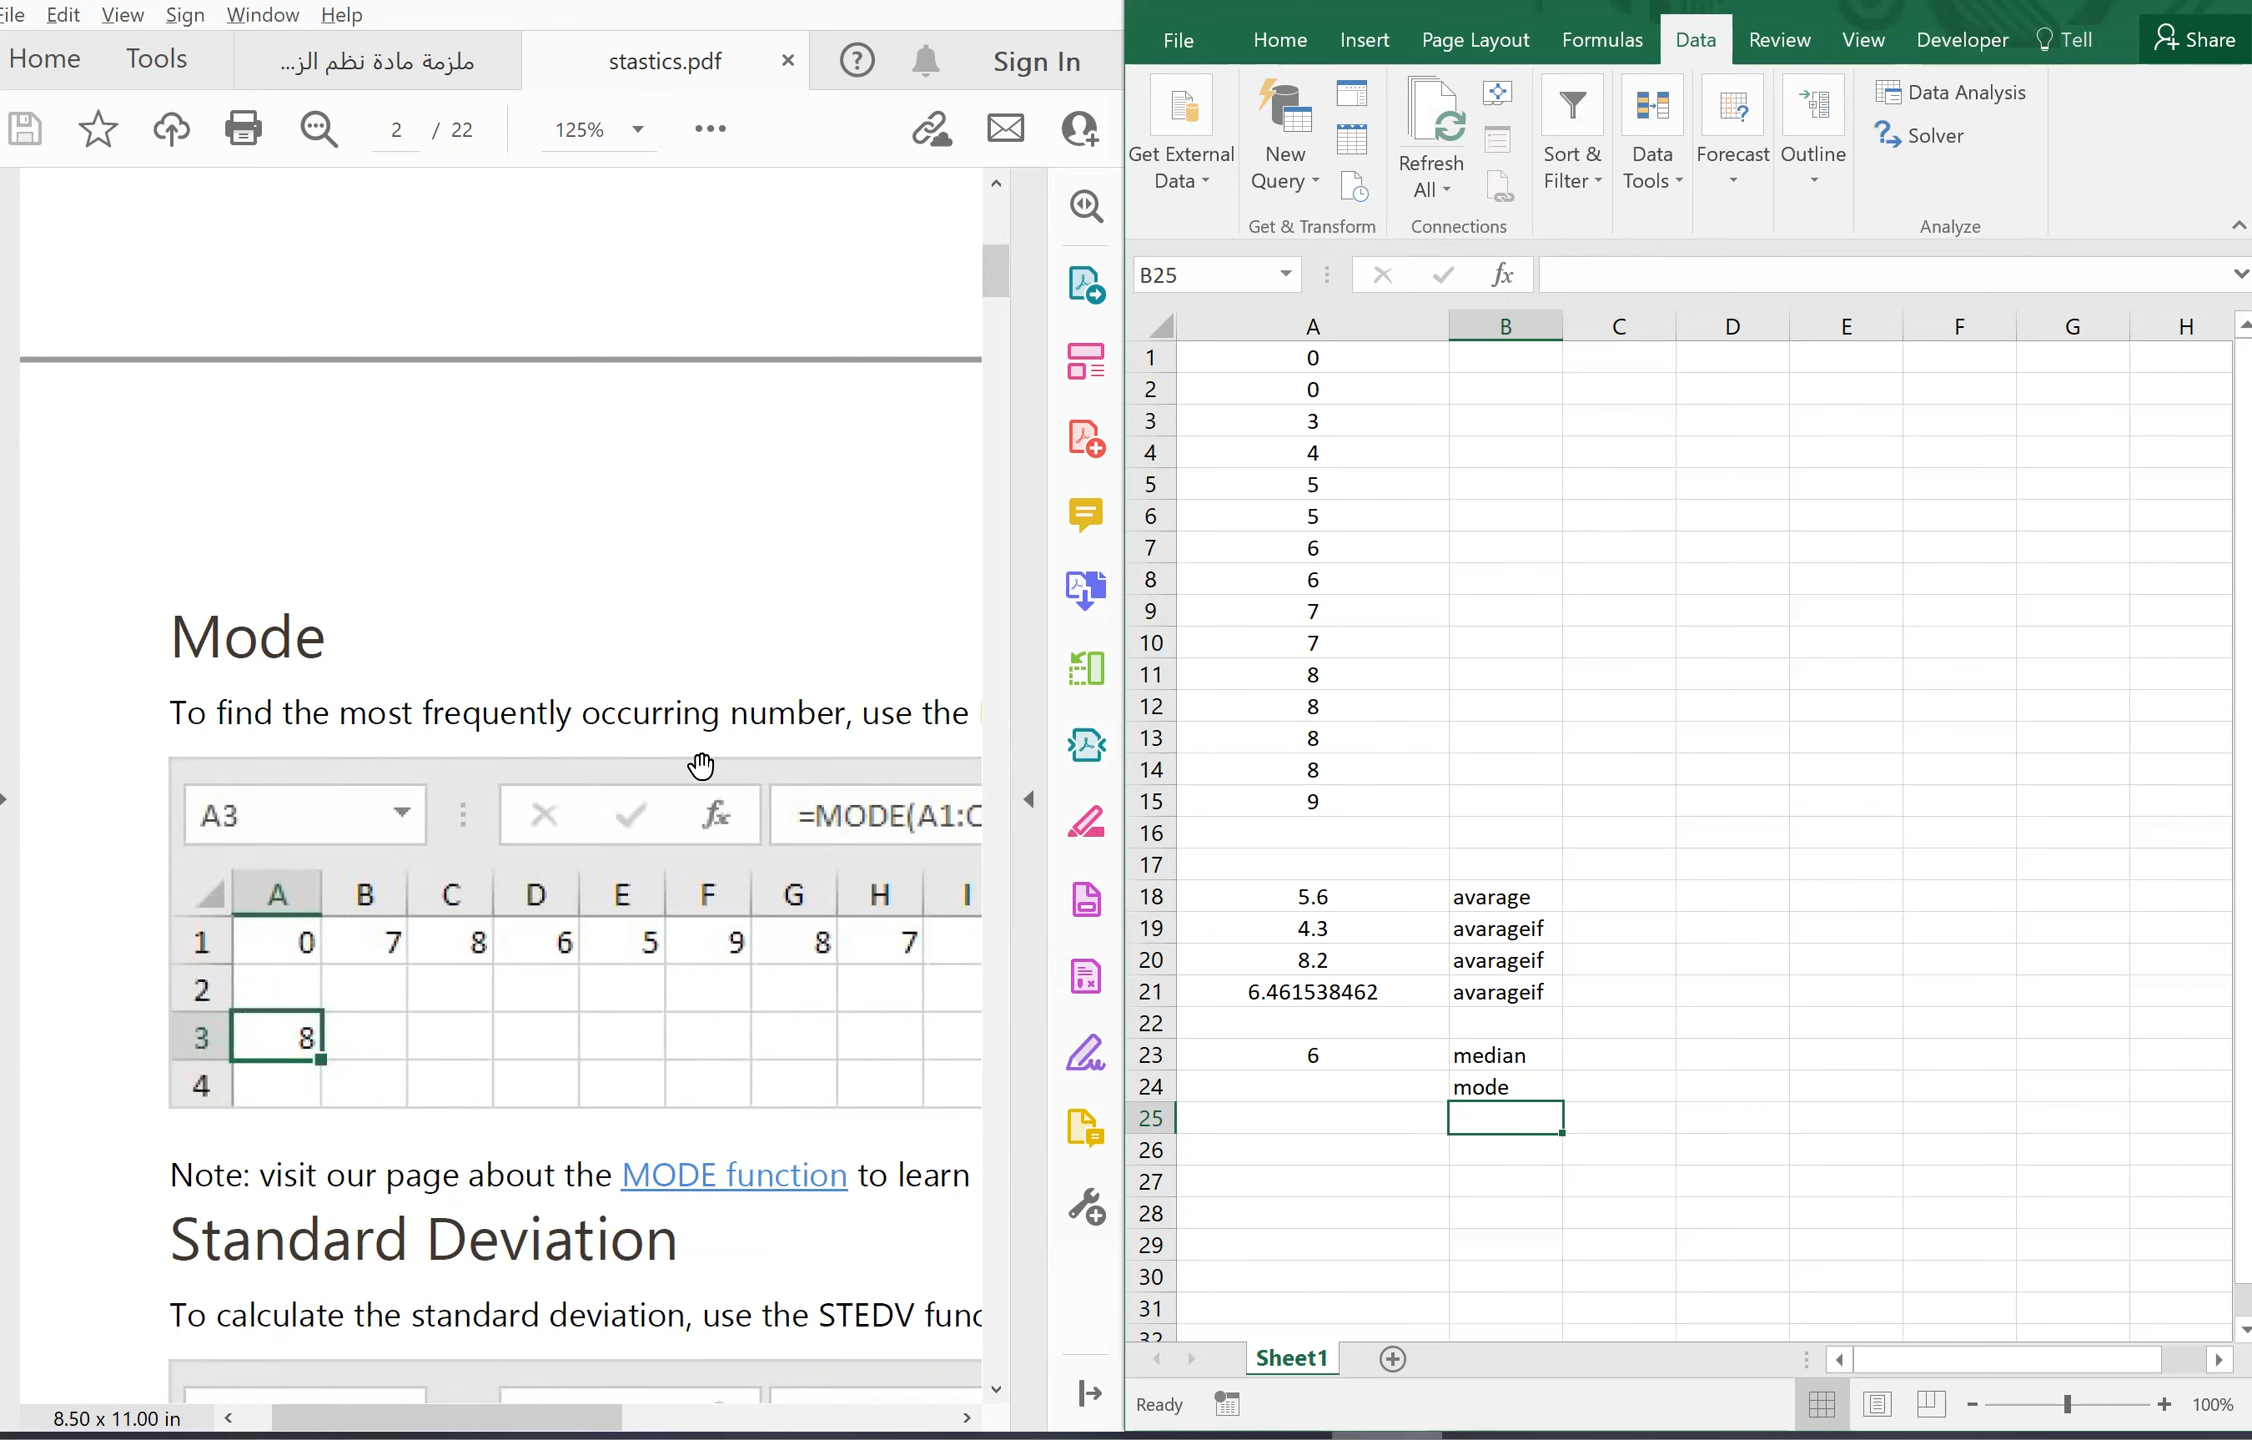 File Edit View Sign Window Help
Home Tools ملزمة مادة نظم الز... stastics.pdf × Sign In
2 / 22 125%
Mode
To find the most frequently occurring number, use the
A3 fx =MODE(A1:C
A B C D E F G H I
1 0 7 8 6 5 9 8 7
2
3 8
4
Note: visit our page about the MODE function to learn
Standard Deviation
To calculate the standard deviation, use the STEDV func
8.50 x 11.00 in
File Home Insert Page Layout Formulas Data Review View Developer Tell Share
Get External Data
New Query
Refresh All
Sort & Filter
Data Tools
Forecast
Outline
Data Analysis
Solver
Get & Transform Connections Analyze
B25 fx
A B C D E F G H
1 0
2 0
3 3
4 4
5 5
6 5
7 6
8 6
9 7
10 7
11 8
12 8
13 8
14 8
15 9
16
17
18 5.6 avarage
19 4.3 avarageif
20 8.2 avarageif
21 6.461538462 avarageif
22
23 6 median
24 mode
25
26
27
28
29
30
31
32
Sheet1
Ready 100%